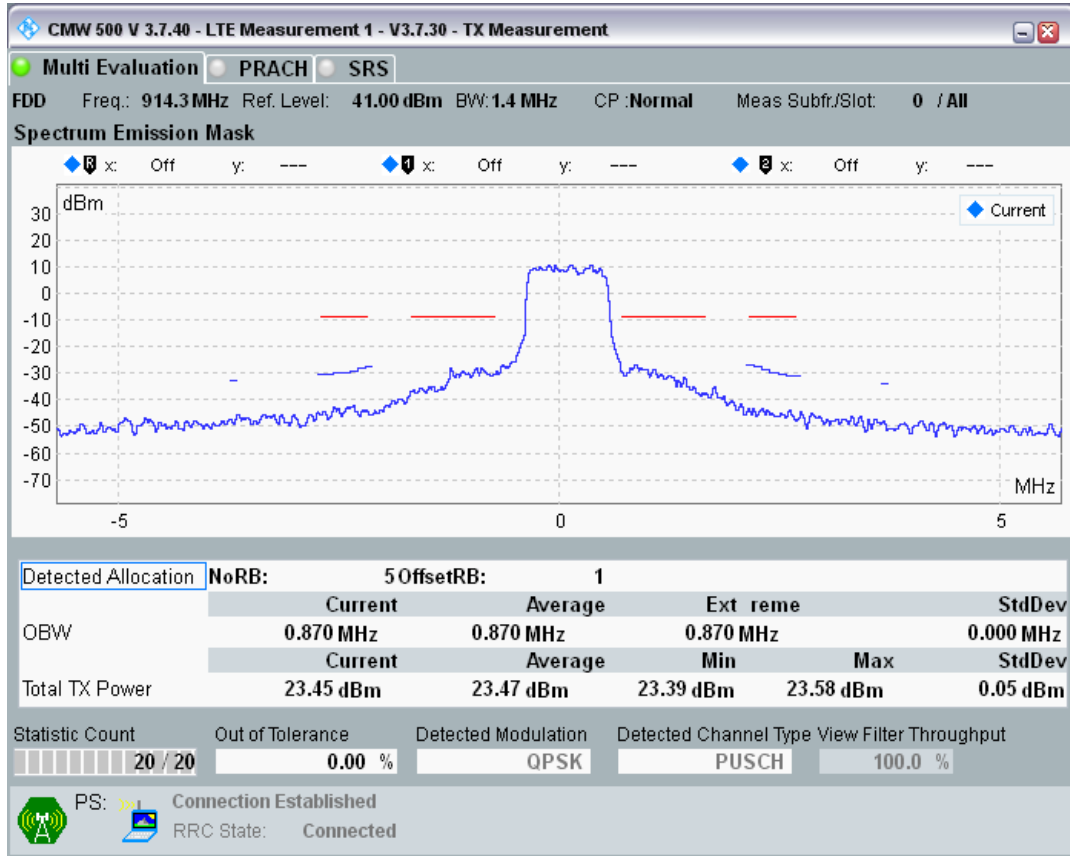 CMW 500 V 3.7.40 - LTE Measurement 1 - V3.7.30 - TX Measurement
Multi Evaluation PRACH SRS
FDD Freq.: 914.3 MHz Ref. Level: 41.00 dBm BW: 1.4 MHz CP :Normal Meas Subfr./Slot: 0 / All
Spectrum Emission Mask
R x: Off y: --- 1 x: Off y: --- 2 x: Off y: ---
dBm
Current
30
20
10
0
-10
-20
-30
-40
-50
-60
-70
MHz
-5 0 5
Detected Allocation NoRB: 5 OffsetRB: 1
Current Average Ext reme StdDev
OBW 0.870 MHz 0.870 MHz 0.870 MHz 0.000 MHz
Current Average Min Max StdDev
Total TX Power 23.45 dBm 23.47 dBm 23.39 dBm 23.58 dBm 0.05 dBm
Statistic Count Out of Tolerance Detected Modulation Detected Channel Type View Filter Throughput
20 / 20 0.00 % QPSK PUSCH 100.0 %
PS: Connection Established
RRC State: Connected